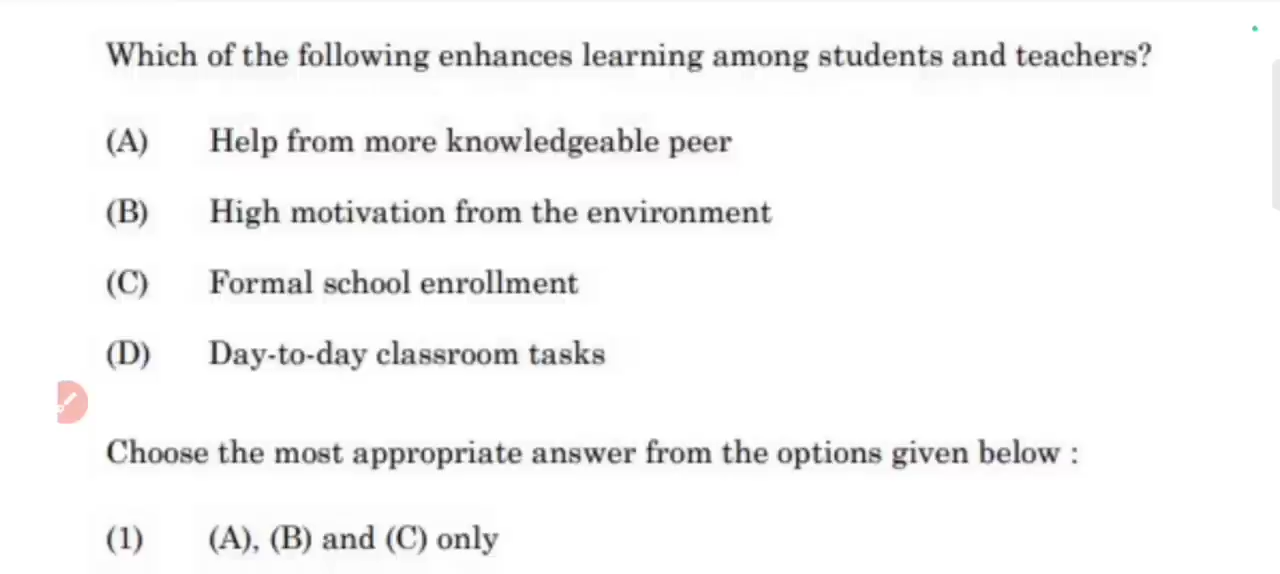 Which of the following enhances learning among students and teachers?
(A) Help from more knowledgeable peer
(B) High motivation from the environment
(C) Formal school enrollment
(D) Day-to-day classroom tasks
Choose the most appropriate answer from the options given below :
(1) (A), (B) and (C) only